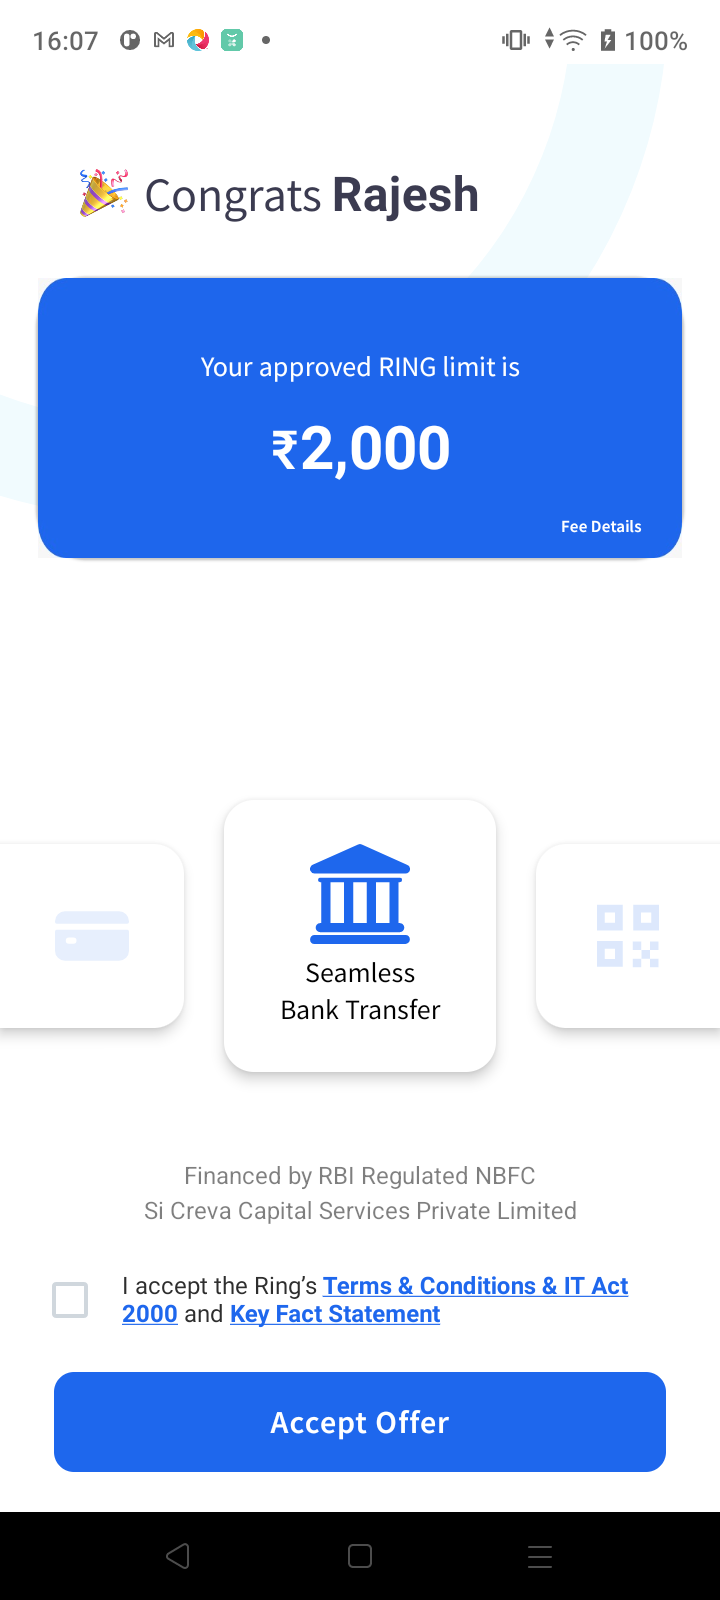 16:07
100%
Congrats Rajesh
Your approved RING limit is
₹2,000
Fee Details
Seamless
Bank Transfer
Financed by RBI Regulated NBFC
Si Creva Capital Services Private Limited
I accept the Ring’s Terms & Conditions & IT Act
2000 and Key Fact Statement
Accept Offer